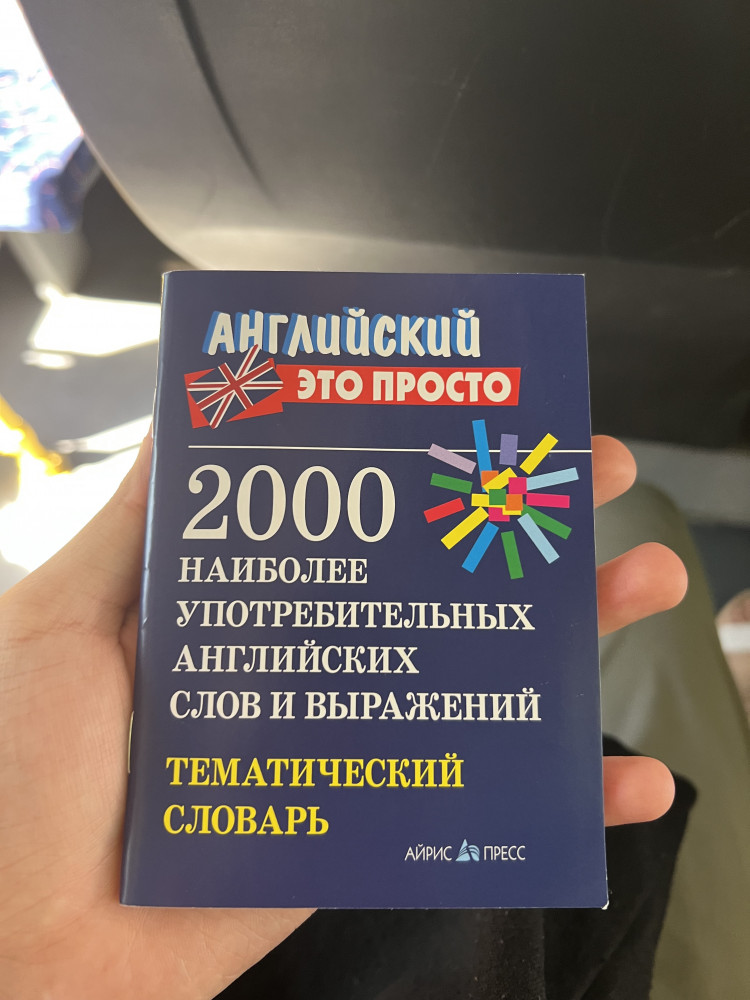 АНГЛИЙСКИЙ
ЭТО ПРОСТО
2000
НАИБОЛЕЕ
УПОТРЕБИТЕЛЬНЫХ
АНГЛИЙСКИХ
СЛОВ И ВЫРАЖЕНИЙ
ТЕМАТИЧЕСКИЙ
СЛОВАРЬ
АЙРИС ПРЕСС